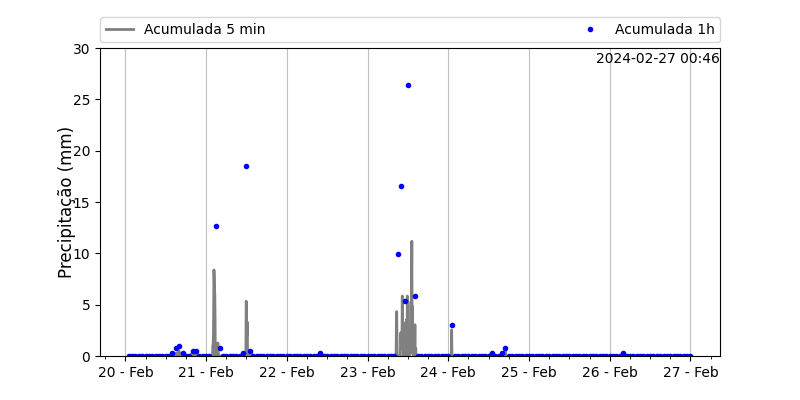 Acumulada 5 min
Acumulada 1h
2024-02-27 00:46
Precipitação (mm)
30
25
20
15
10
5
0
20 - Feb
21 - Feb
22 - Feb
23 - Feb
24 - Feb
25 - Feb
26 - Feb
27 - Feb